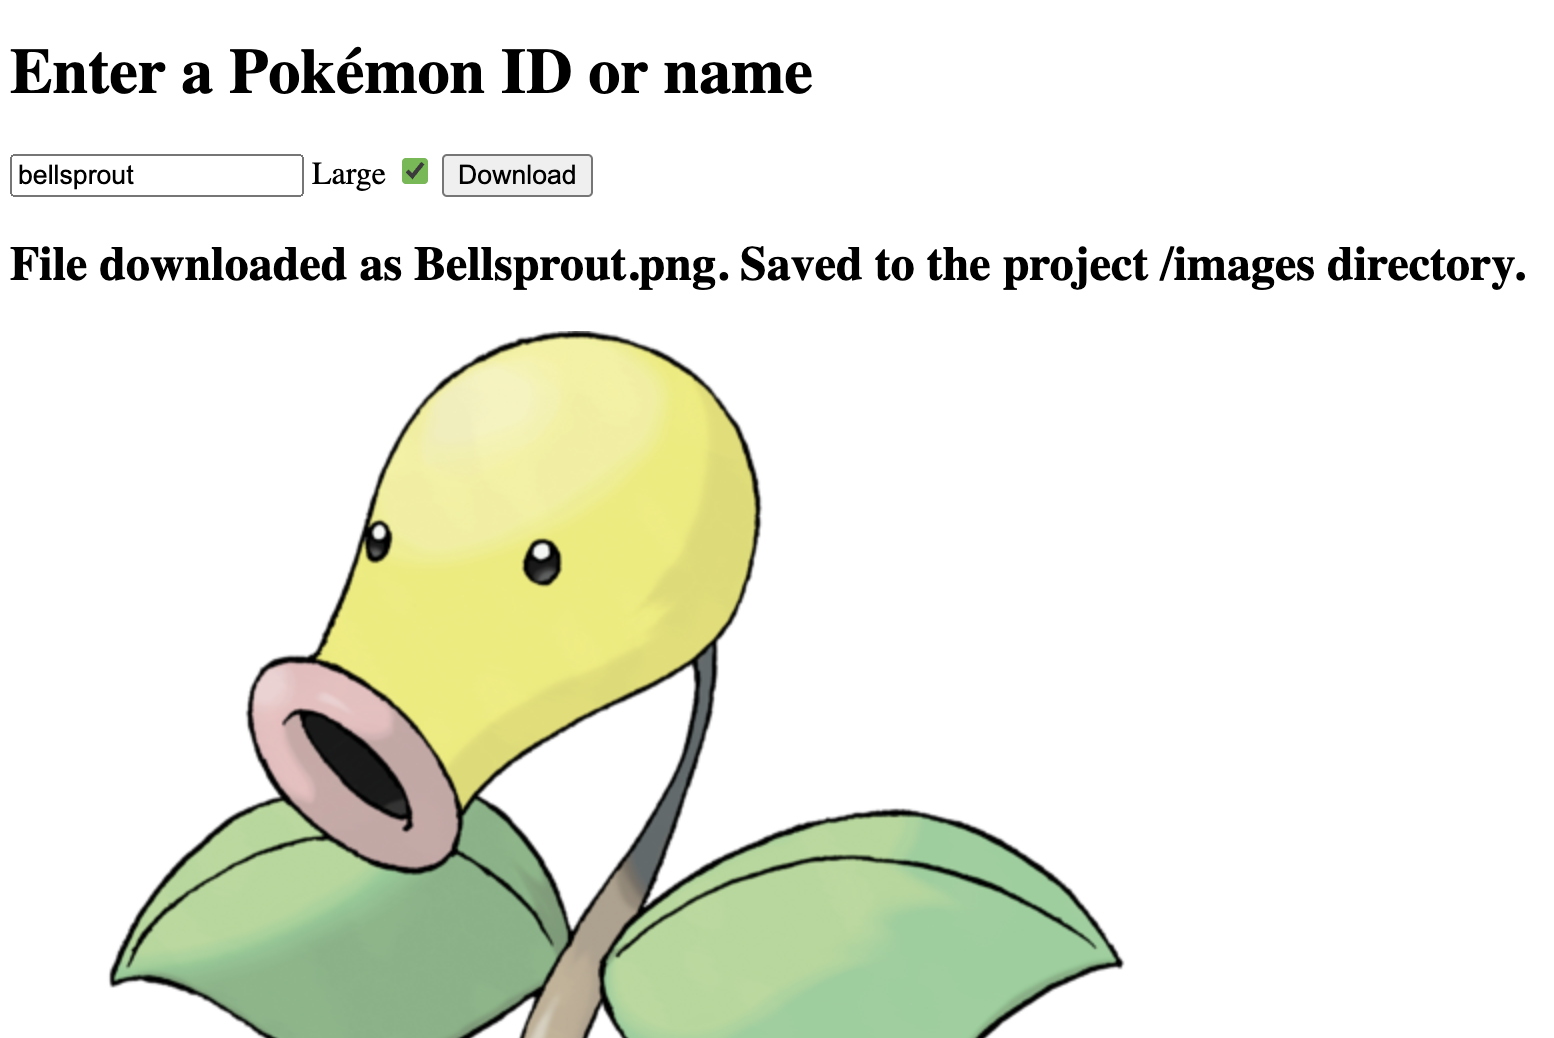 Enter a Pokémon ID or name
bellsprout Large Download
File downloaded as Bellsprout.png. Saved to the project /images directory.